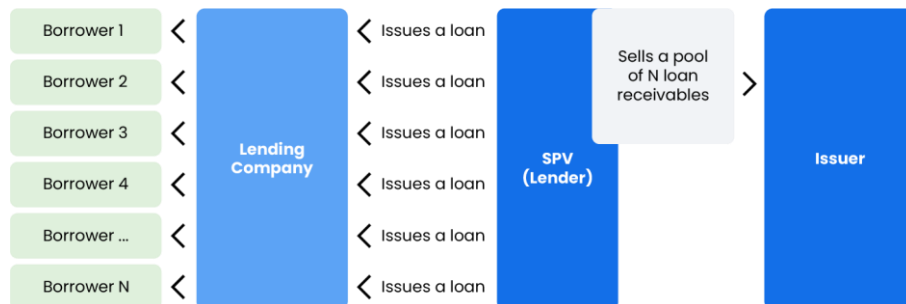 Borrower 1
Issues a loan
Borrower 2
Issues a loan
Sells a pool
of N loan
receivables
Borrower 3
Issues a loan
Lending
Company
SPV
(Lender)
Issuer
Borrower 4
Issues a loan
Borrower ...
Issues a loan
Borrower N
Issues a loan